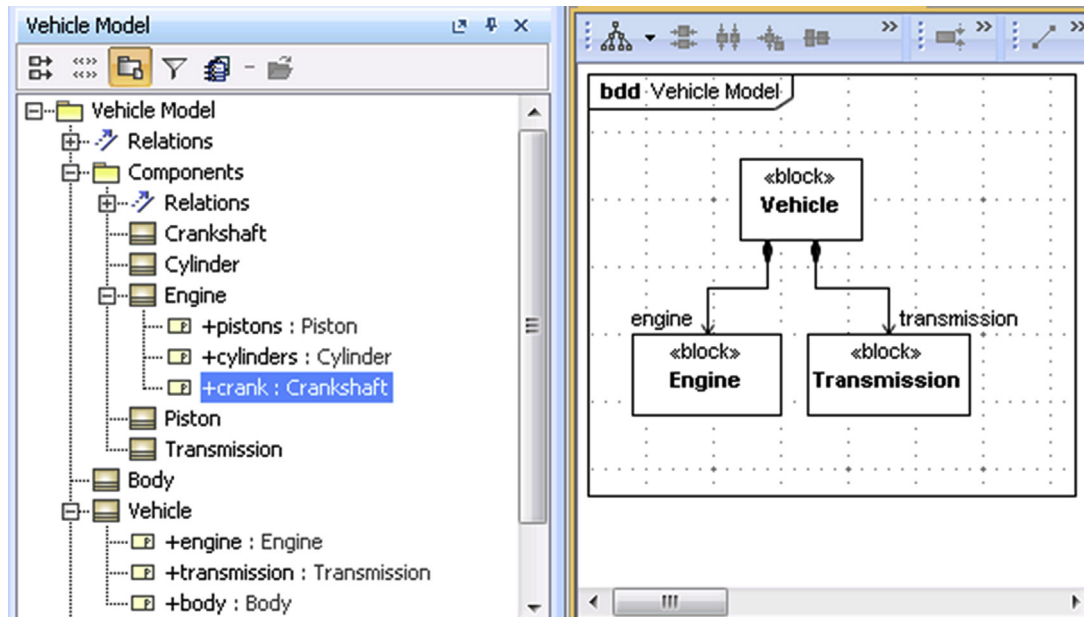 Vehicle Model
Vehicle Model
Relations
Components
Relations
Crankshaft
Cylinder
Engine
+pistons : Piston
+cylinders : Cylinder
+crank : Crankshaft
Piston
Transmission
Body
Vehicle
+engine : Engine
+transmission : Transmission
+body : Body
bdd Vehicle Model
«block»
Vehicle
engine
transmission
«block»
Engine
«block»
Transmission